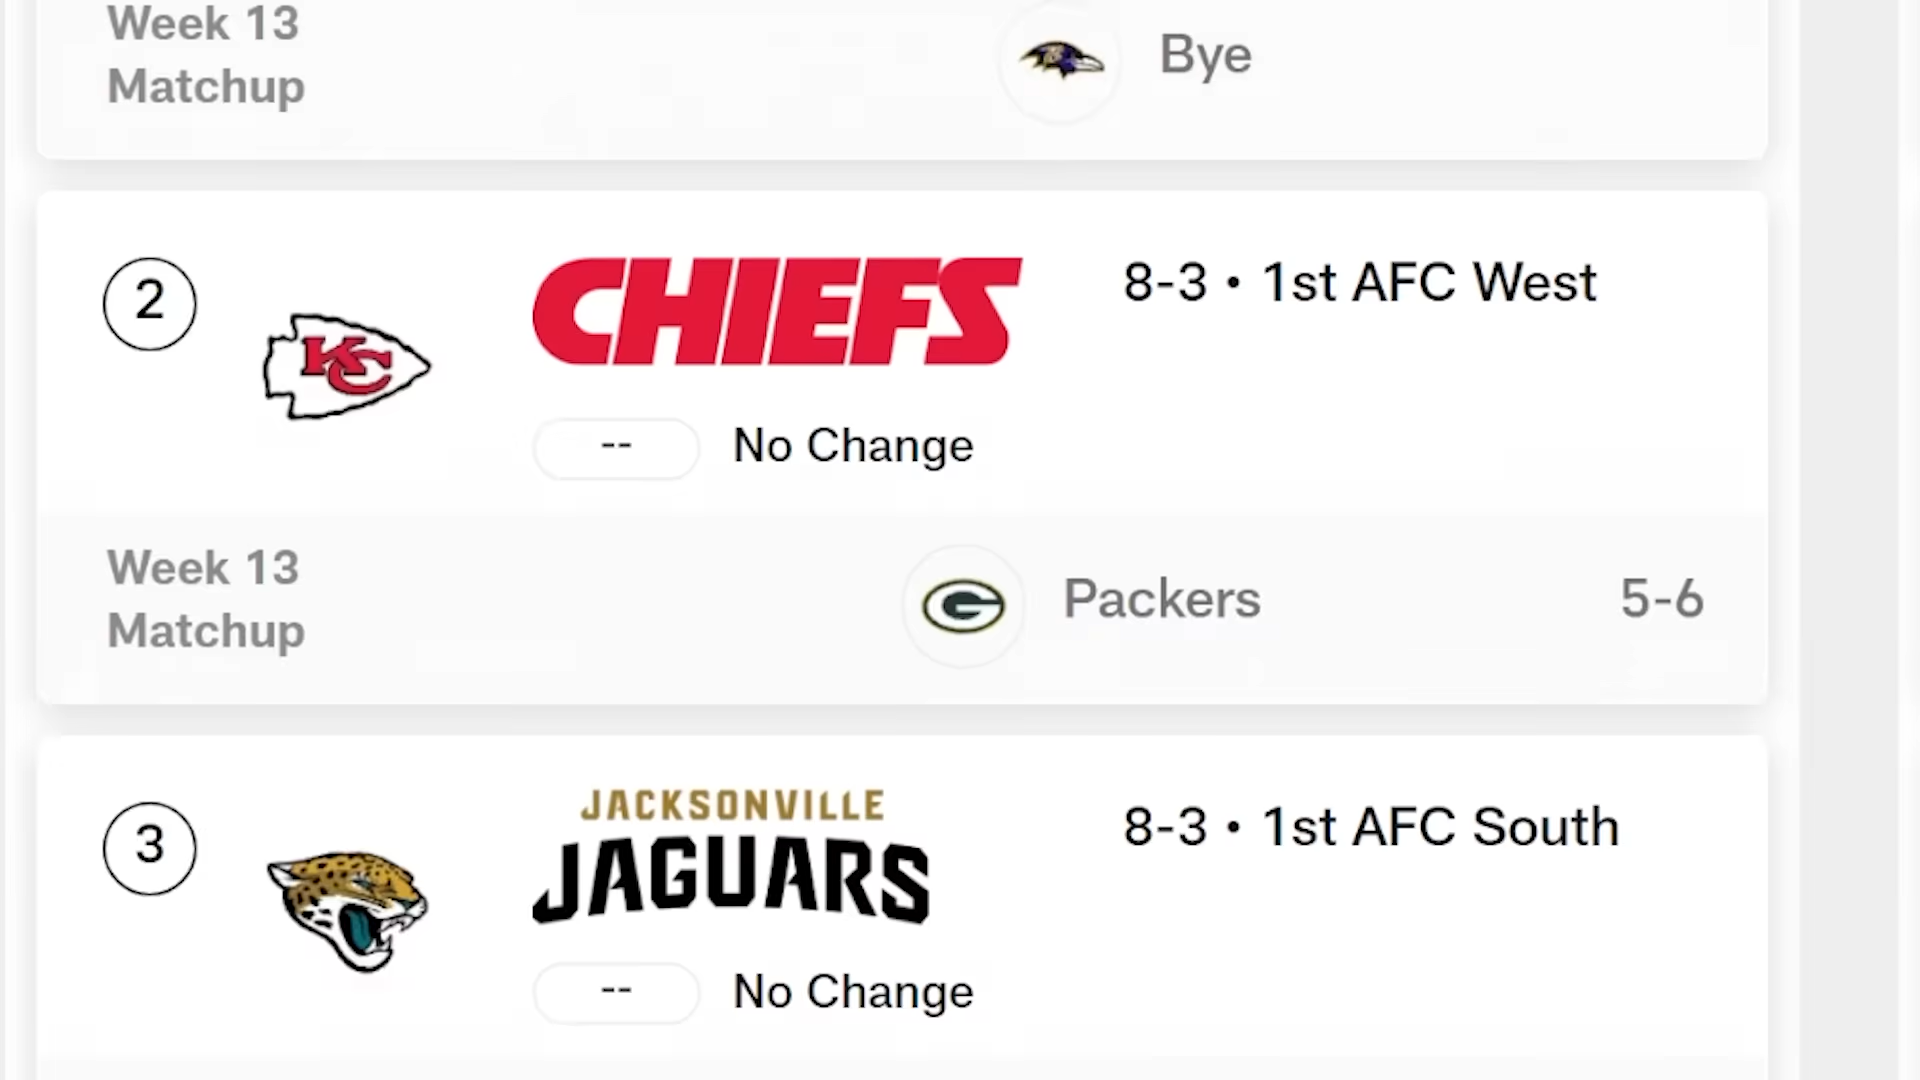 Week 13
Matchup
Bye
2
KC
CHIEFS
8-3 • 1st AFC West
-- No Change
Week 13
Matchup
G
Packers
5-6
3
JACKSONVILLE
JAGUARS
8-3 • 1st AFC South
-- No Change